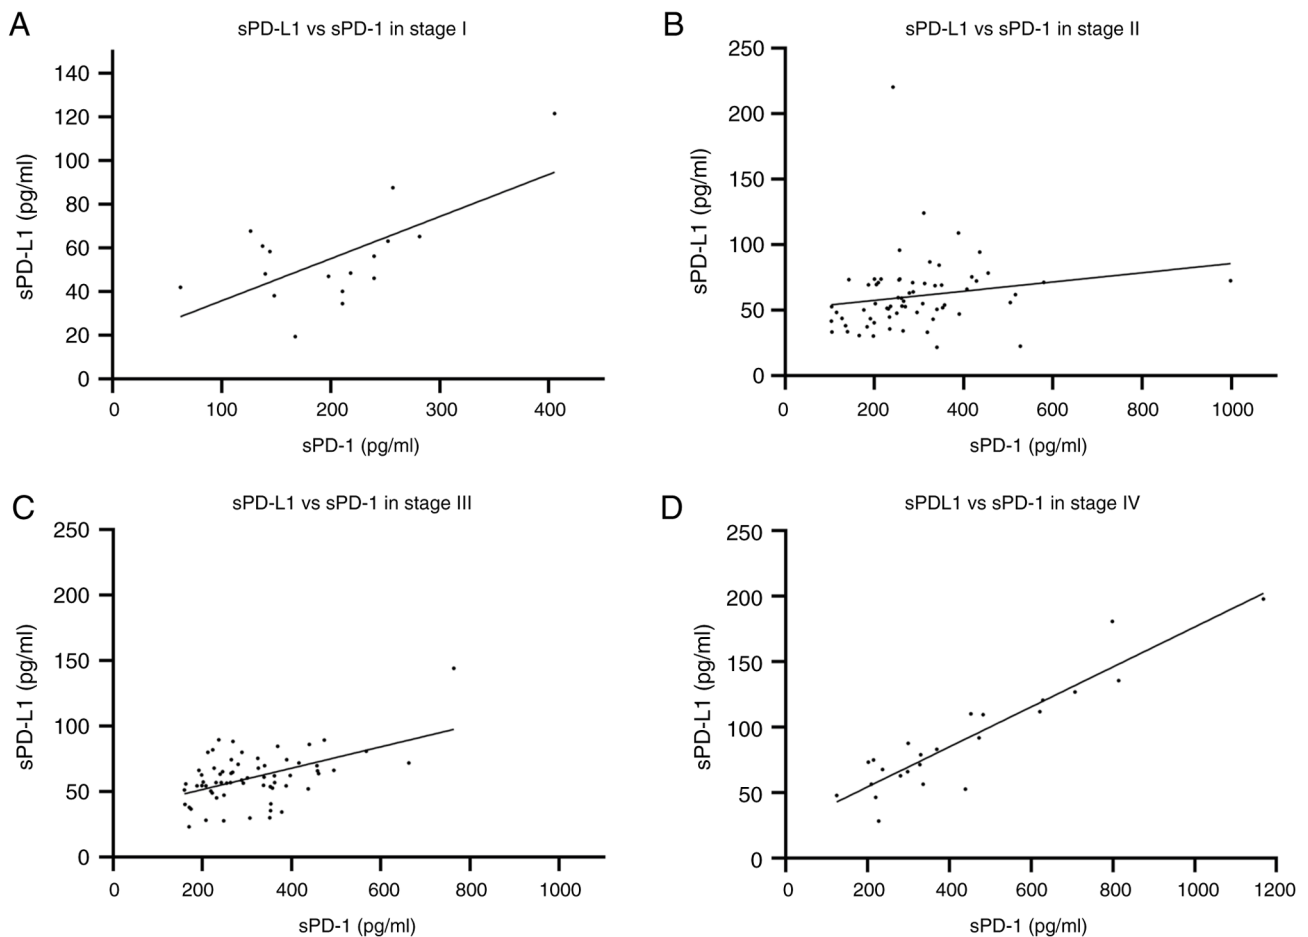 A
sPD-L1 vs sPD-1 in stage I
140
120
100
80
60
40
20
0
sPD-L1 (pg/ml)
0 100 200 300 400
sPD-1 (pg/ml)
B
sPD-L1 vs sPD-1 in stage II
250
200
150
100
50
0
sPD-L1 (pg/ml)
0 200 400 600 800 1000
sPD-1 (pg/ml)
C
sPD-L1 vs sPD-1 in stage III
250
200
150
100
50
0
sPD-L1 (pg/ml)
0 200 400 600 800 1000
sPD-1 (pg/ml)
D
sPDL1 vs sPD-1 in stage IV
250
200
150
100
50
0
sPD-L1 (pg/ml)
0 200 400 600 800 1000 1200
sPD-1 (pg/ml)